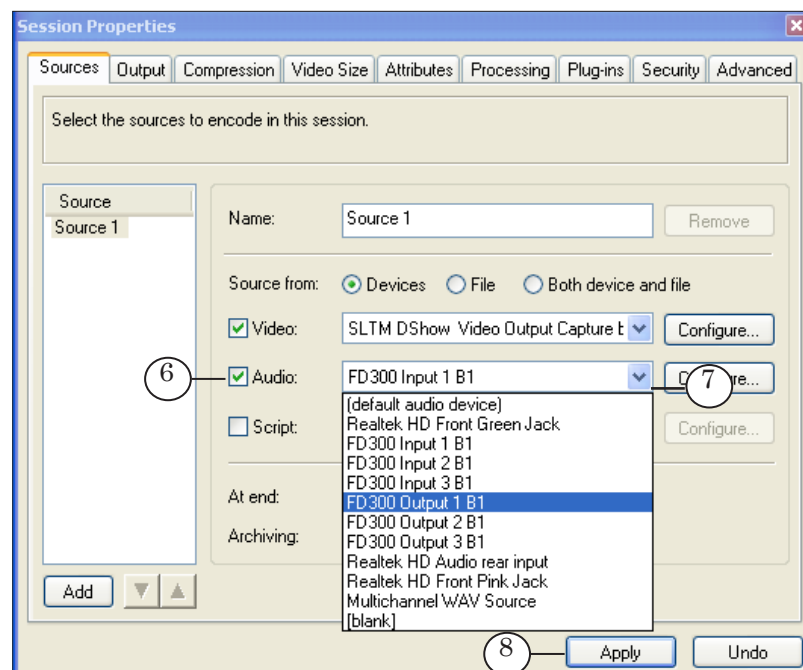 Session Properties
Sources Output Compression Video Size Attributes Processing Plug-ins Security Advanced
Select the sources to encode in this session.
Source
Source 1
Name: Source 1 Remove
Source from: Devices File Both device and file
Video: SLTM DShow Video Output Capture Configure...
6 Audio: FD300 Input 1 B1 7
(default audio device)
Realtek HD Front Green Jack
Script: Configure...
FD300 Input 1 B1
FD300 Input 2 B1
FD300 Input 3 B1
At end: FD300 Output 1 B1
FD300 Output 2 B1
Archiving: FD300 Output 3 B1
Realtek HD Audio rear input
Realtek HD Front Pink Jack
Add Multichannel WAV Source
[blank]
8 Apply Undo